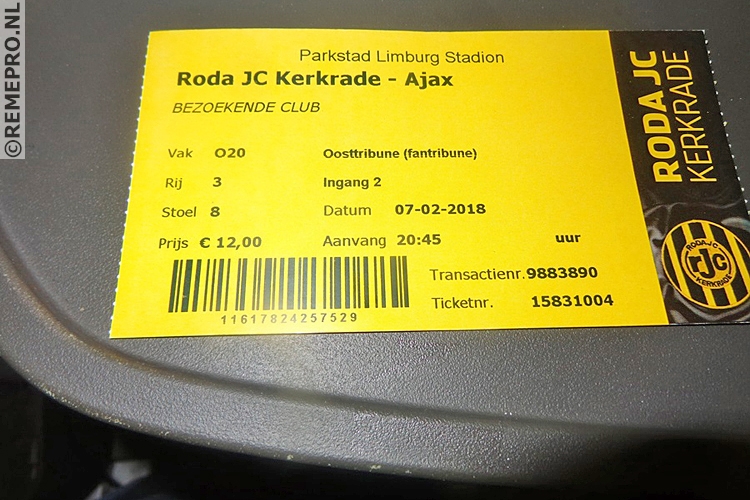 ©REMEPRO.NL
Parkstad Limburg Stadion
Roda JC Kerkrade - Ajax
BEZOEKENDE CLUB
Vak O20 Oosttribune (fantribune)
Rij 3 Ingang 2
Stoel 8 Datum 07-02-2018
Prijs € 12,00 Aanvang 20:45 uur
Transactienr. 9883890
Ticketnr. 15831004
11617824257529
RODA JC
KERKRADE
RODA JC
RJC
KERKRADE